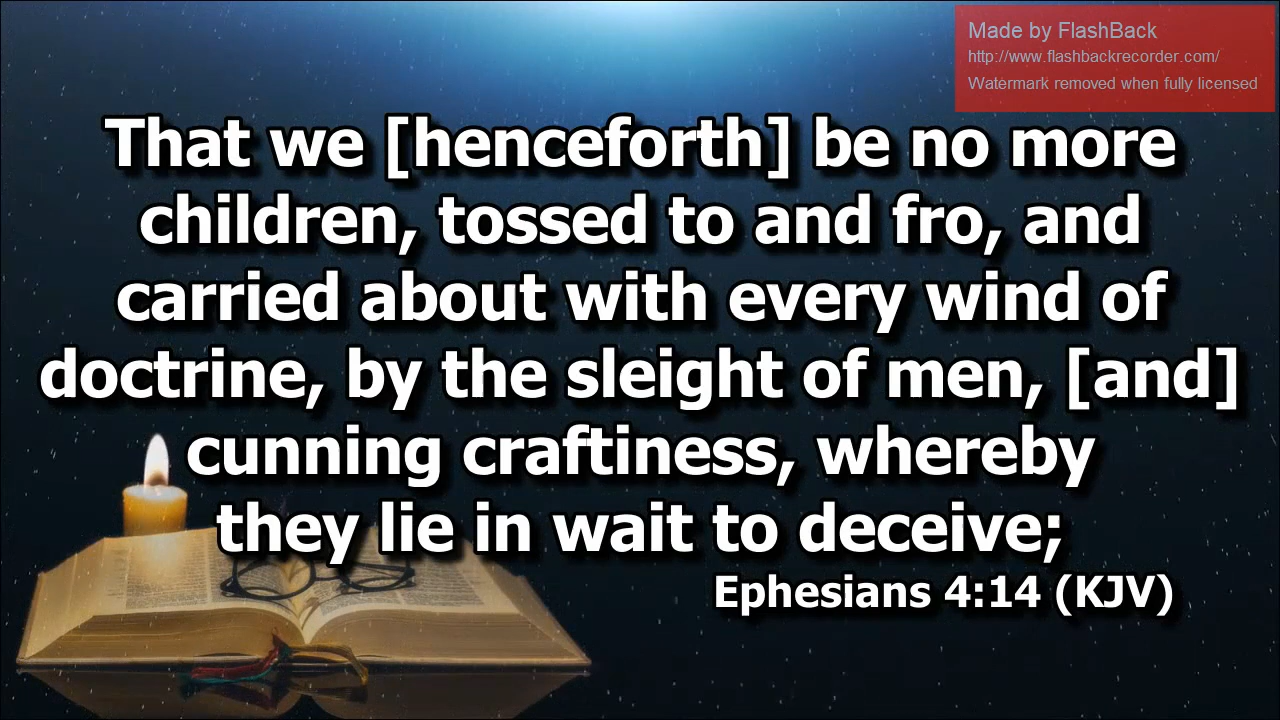 Made by FlashBack
http://www.flashbackrecorder.com/
Watermark removed when fully licensed
That we [henceforth] be no more
children, tossed to and fro, and
carried about with every wind of
doctrine, by the sleight of men, [and]
cunning craftiness, whereby
they lie in wait to deceive;
Ephesians 4:14 (KJV)